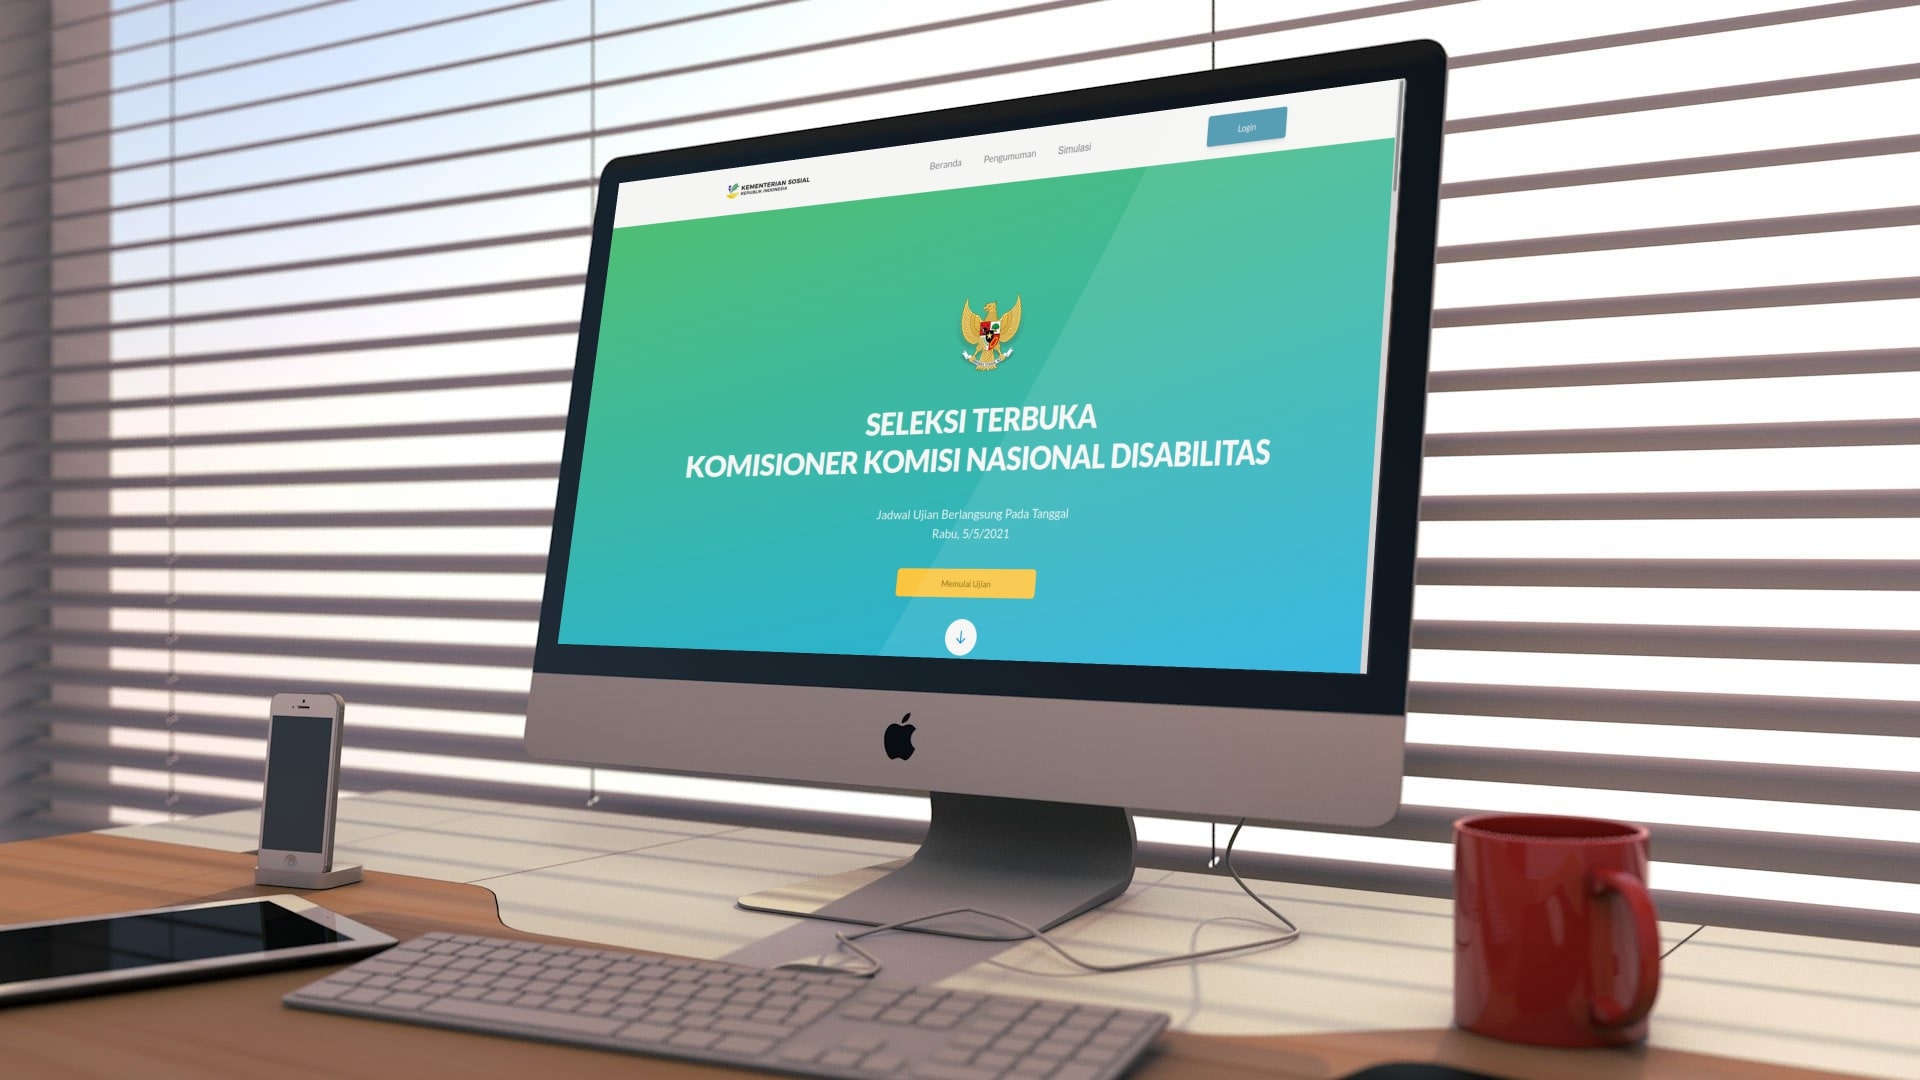 KEMENTERIAN SOSIAL
REPUBLIK INDONESIA
Beranda Pengumuman Simulasi Login
SELEKSI TERBUKA
KOMISIONER KOMISI NASIONAL DISABILITAS
Jadwal Ujian Berlangsung Pada Tanggal
Rabu, 5/5/2021
Memulai Ujian